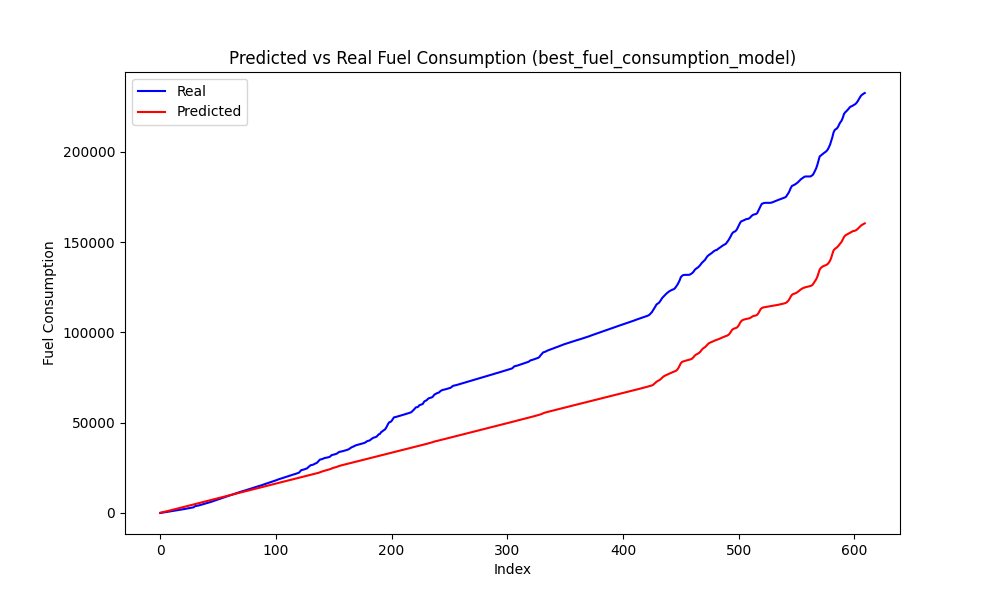 Predicted vs Real Fuel Consumption (best_fuel_consumption_model)
Real
Predicted
200000
150000
100000
50000
0
Fuel Consumption
0 100 200 300 400 500 600
Index